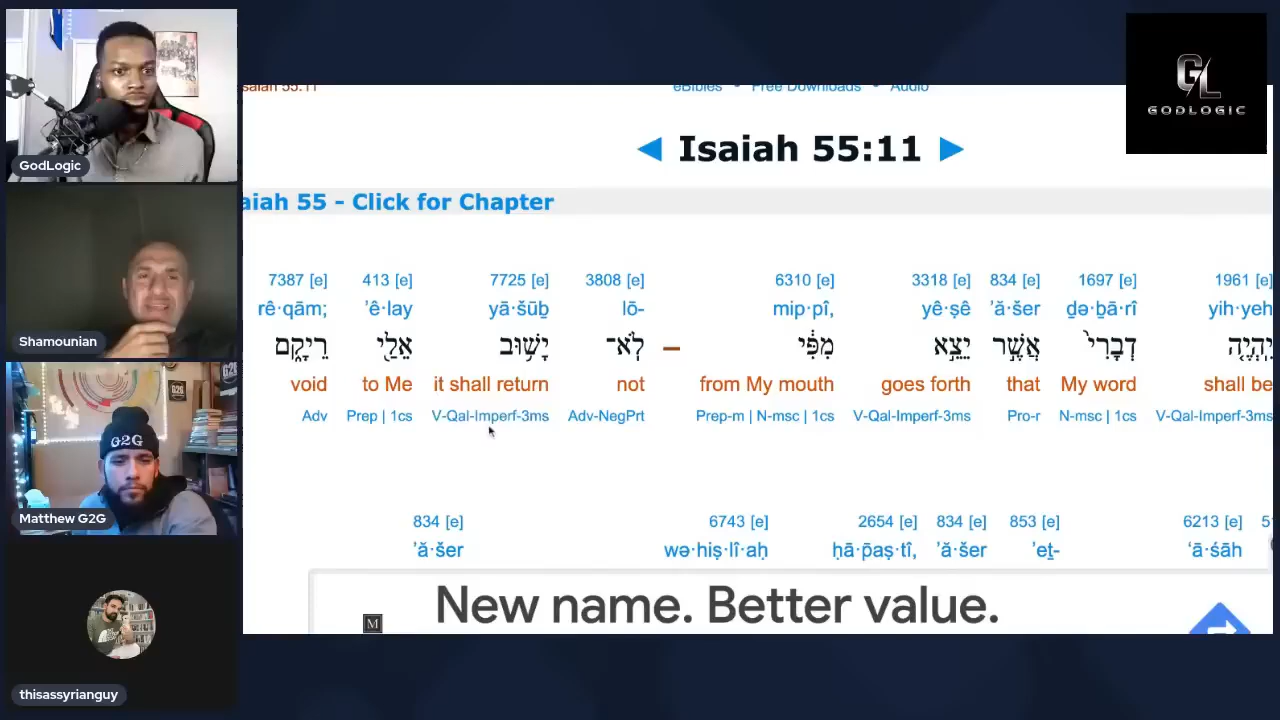 GodLogic
Shamounian
Matthew G2G
G2G
thisassyrianguy
GL
GODLOGIC
saiah 55:11
eBibles • Free Downloads • Audio
◄ Isaiah 55:11 ►
aiah 55 - Click for Chapter
7387 [e] 413 [e] 7725 [e] 3808 [e] 6310 [e] 3318 [e] 834 [e] 1697 [e] 1961 [e]
rê·qām; ’ê·lay yā·šūḇ lō- mip·pî, yê·ṣê ’ă·šer ḏə·ḇā·rî yih·yeh
רֵיקָ֑ם אֵלַ֖י יָשׁ֥וּב לֹֽא־ – מִפִּ֔י יֵצֵ֣א אֲשֶׁ֣ר דְבָרִי֙ יִֽהְיֶ֤ה
void to Me it shall return not from My mouth goes forth that My word shall be
Adv Prep | 1cs V-Qal-Imperf-3ms Adv-NegPrt Prep-m | N-msc | 1cs V-Qal-Imperf-3ms Pro-r N-msc | 1cs V-Qal-Imperf-3ms
834 [e] 6743 [e] 2654 [e] 834 [e] 853 [e] 6213 [e]
’ă·šer wə·hiṣ·lî·aḥ ḥā·p̄aṣ·tî, ’ă·šer ’eṯ- ‘ā·śāh
New name. Better value.
M